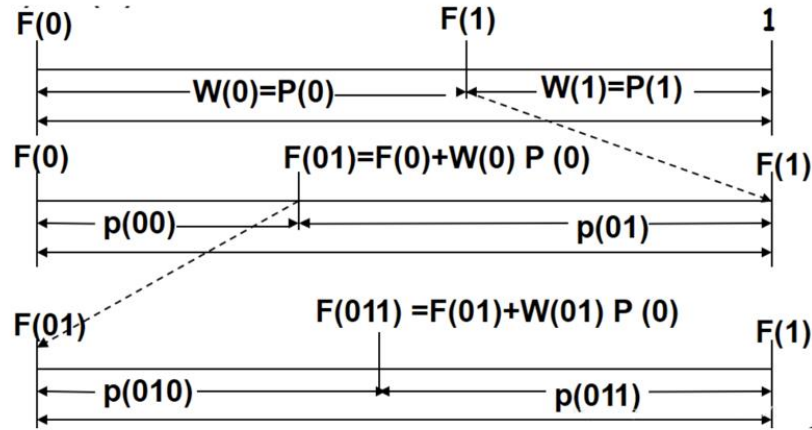 F(0) F(1) 1
W(0)=P(0) W(1)=P(1)
F(0) F(01)=F(0)+W(0) P (0) F(1)
p(00) p(01)
F(01) F(011) =F(01)+W(01) P (0) F(1)
p(010) p(011)